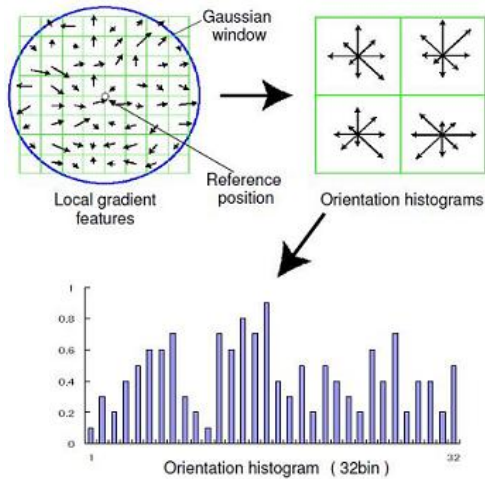 Gaussian
window
Reference
position
Local gradient
features
Orientation histograms
1
0.8
0.6
0.4
0.2
0
1
32
Orientation histogram ( 32bin )